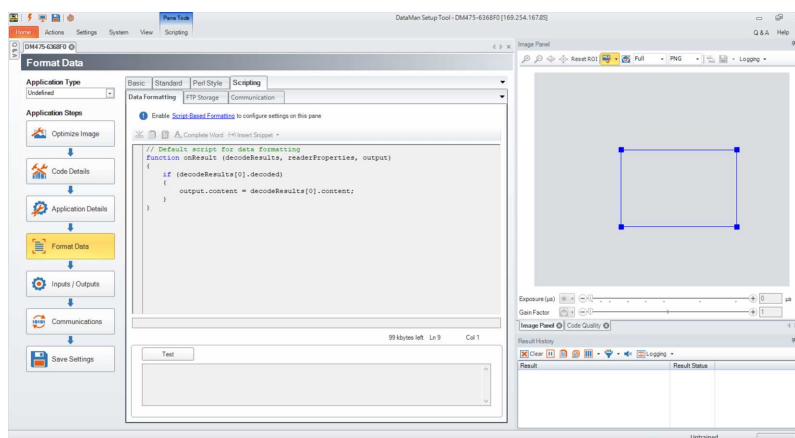 Pane Tools
DataMan Setup Tool - DM475-6368F0 [169.254.167.85]
Home Actions Settings System View Scripting
Q & A Help
Q & A
DM475-6368F0
Format Data
Application Type
Undefined
Application Steps
Optimize Image
Code Details
Application Details
Format Data
Inputs / Outputs
Communications
Save Settings
Basic Standard Perl Style Scripting
Data Formatting FTP Storage Communication
Enable Script-Based Formatting to configure settings on this pane
Complete Word Insert Snippet
// Default script for data formatting
function onResult (decodeResults, readerProperties, output)
{
if (decodeResults[0].decoded)
{
output.content = decodeResults[0].content;
}
}
99 kbytes left Ln 9 Col 1
Test
Image Panel
Reset ROI Full PNG Logging
Exposure (µs) 0 µs
Gain Factor 1
Image Panel Code Quality
Result History
Clear Logging
Result Result Status
Untrained